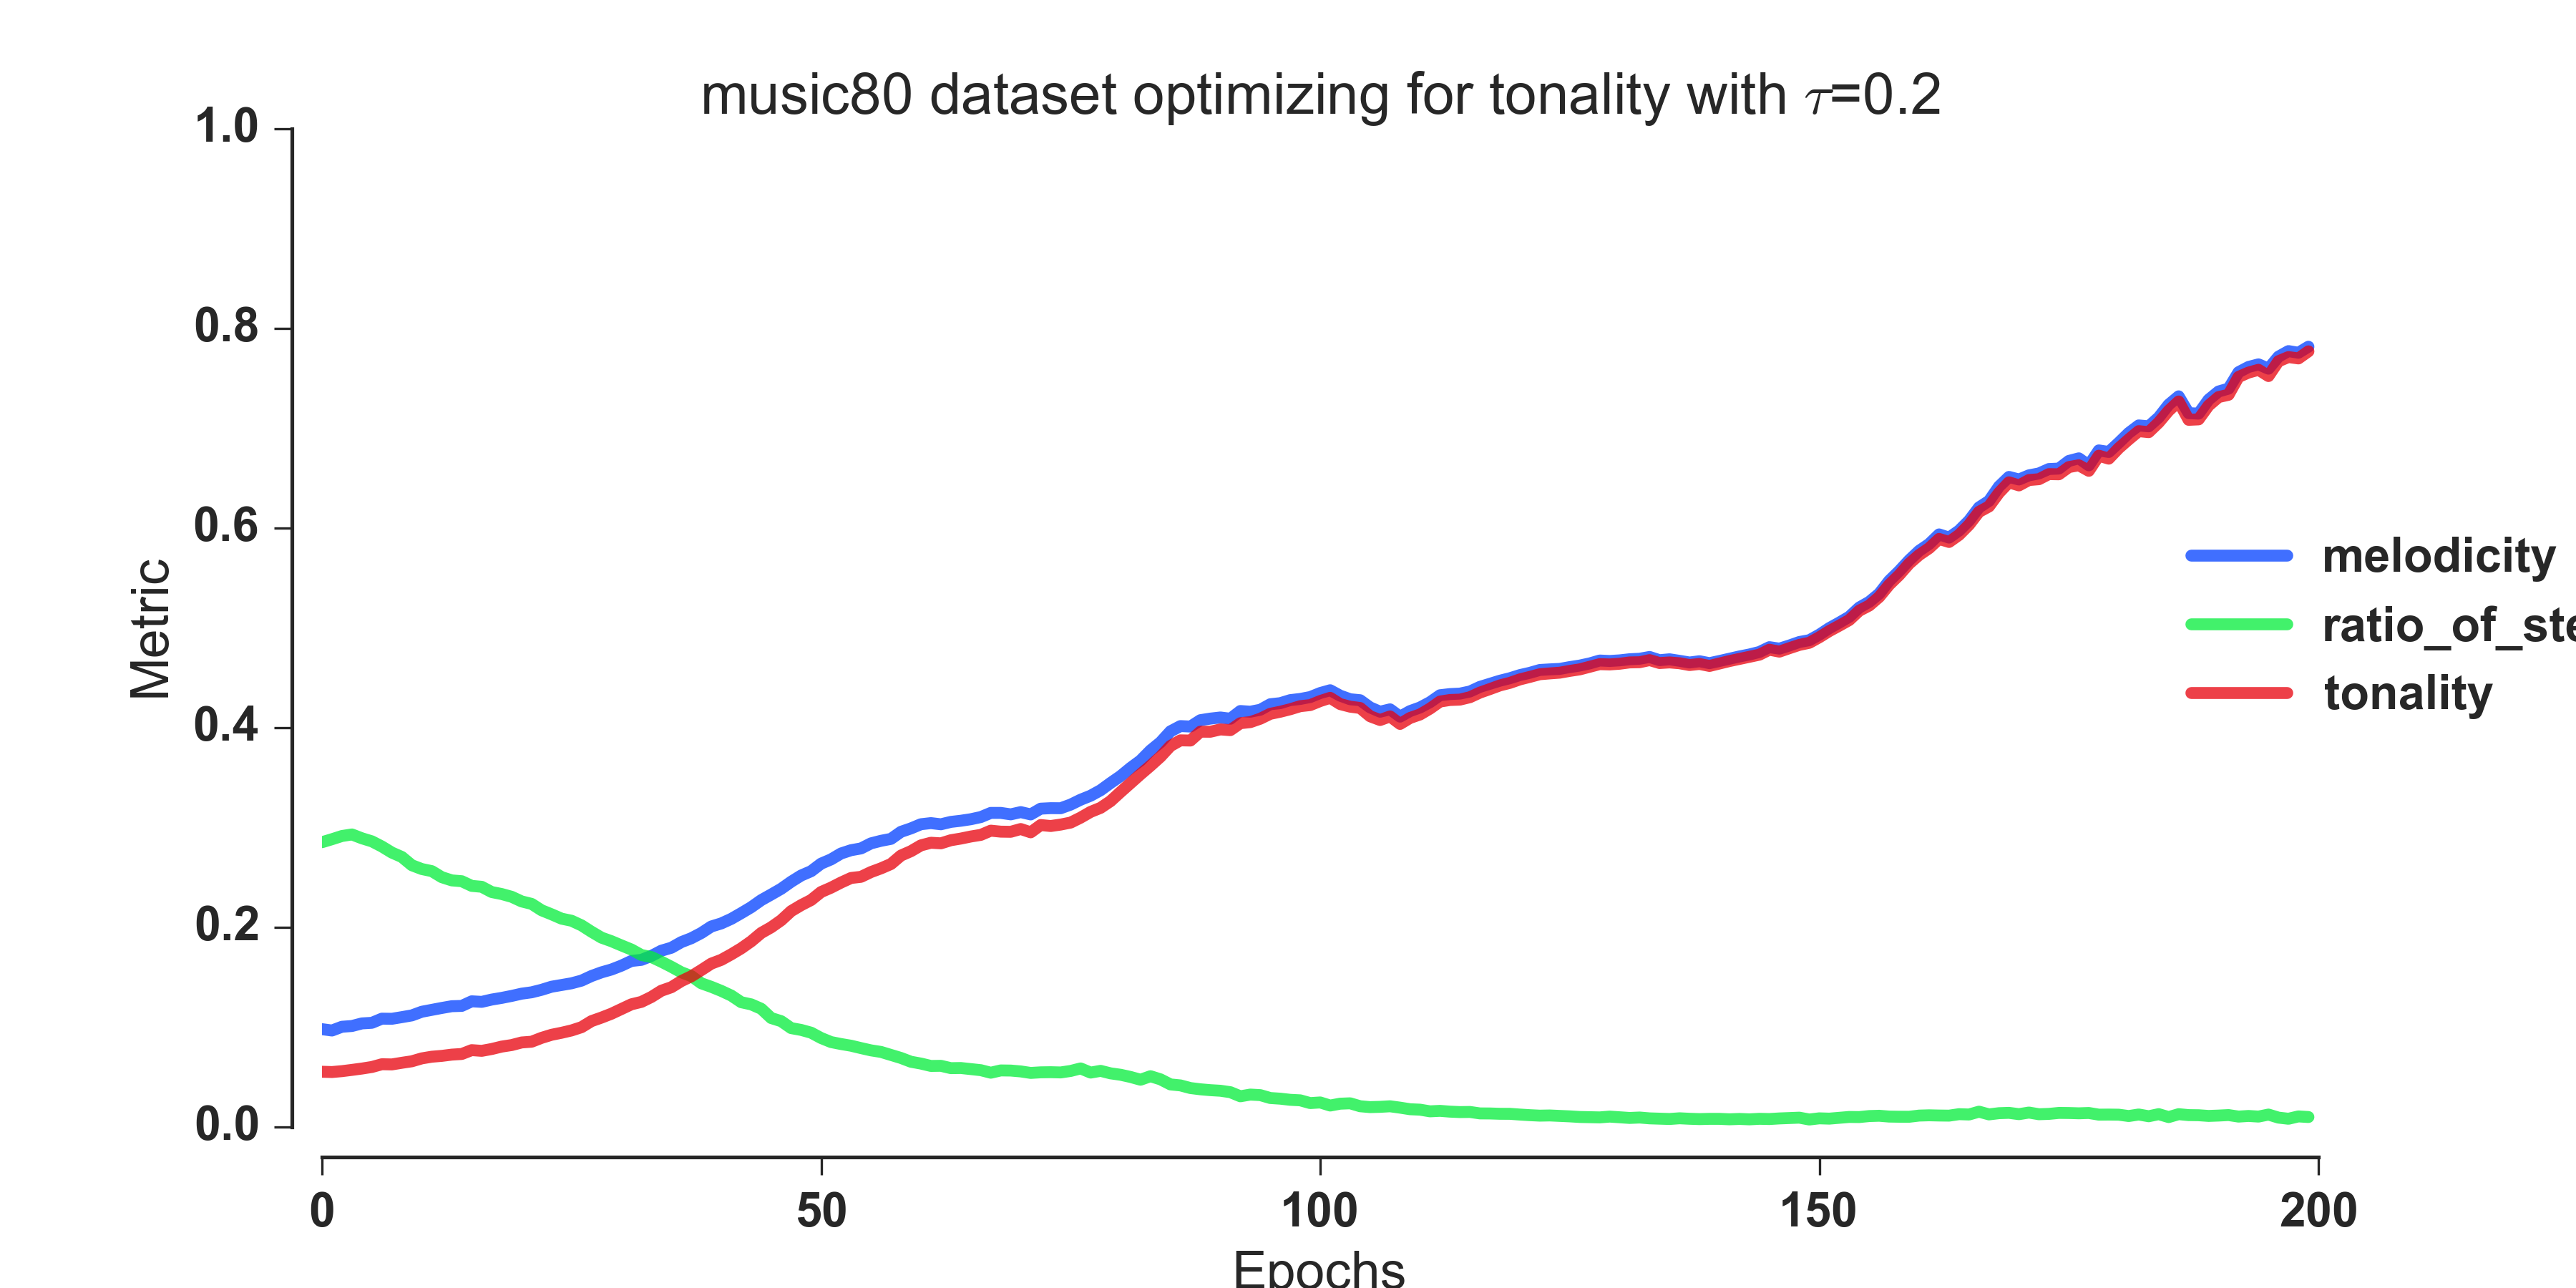 music80 dataset optimizing for tonality with τ=0.2
1.0
0.8
0.6
0.4
0.2
0.0
Metric
melodicity
ratio_of_ste
tonality
0 50 100 150 200
Epochs